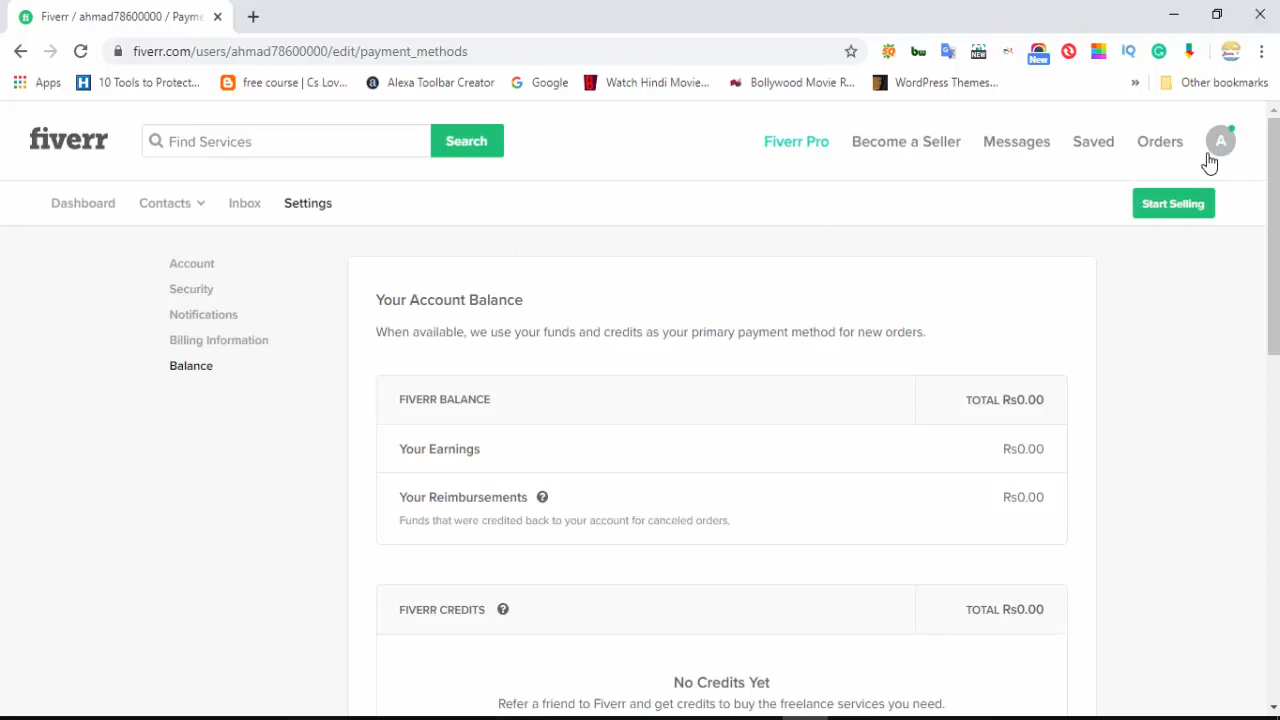 Fiverr / ahmad78600000 / Payme
fiverr.com/users/ahmad78600000/edit/payment_methods
New
NEW
Apps
10 Tools to Protect...
free course | Cs Lov...
Alexa Toolbar Creator
Google
Watch Hindi Movie...
Bollywood Movie R...
WordPress Themes...
»
Other bookmarks
fiverr
Find Services
Search
Fiverr Pro
Become a Seller
Messages
Saved
Orders
A
Dashboard
Contacts
Inbox
Settings
Start Selling
Account
Security
Notifications
Billing Information
Balance
Your Account Balance
When available, we use your funds and credits as your primary payment method for new orders.
FIVERR BALANCE
TOTAL Rs0.00
Your Earnings
Rs0.00
Your Reimbursements
Rs0.00
Funds that were credited back to your account for canceled orders.
FIVERR CREDITS
TOTAL Rs0.00
No Credits Yet
Refer a friend to Fiverr and get credits to buy the freelance services you need.